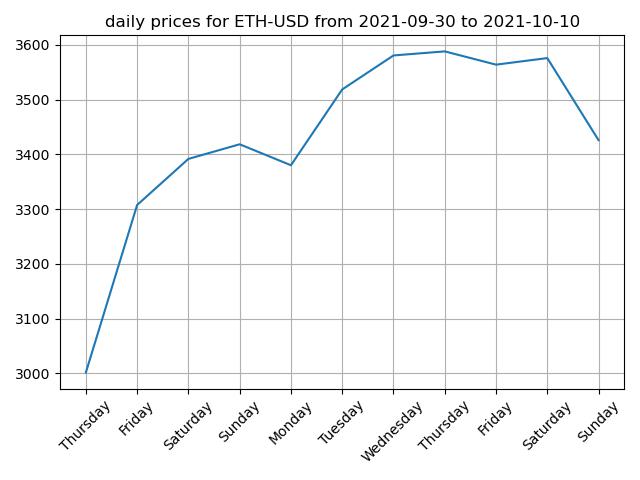 daily prices for ETH-USD from 2021-09-30 to 2021-10-10
3600
3500
3400
3300
3200
3100
3000
Thursday
Friday
Saturday
Sunday
Monday
Tuesday
Wednesday
Thursday
Friday
Saturday
Sunday